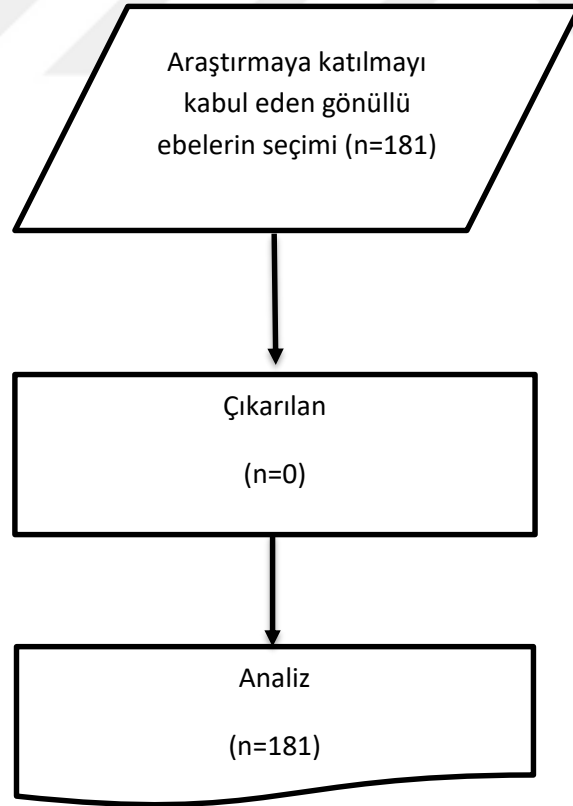 Araştırmaya katılmayı
kabul eden gönüllü
ebelerin seçimi (n=181)
Çıkarılan
(n=0)
Analiz
(n=181)